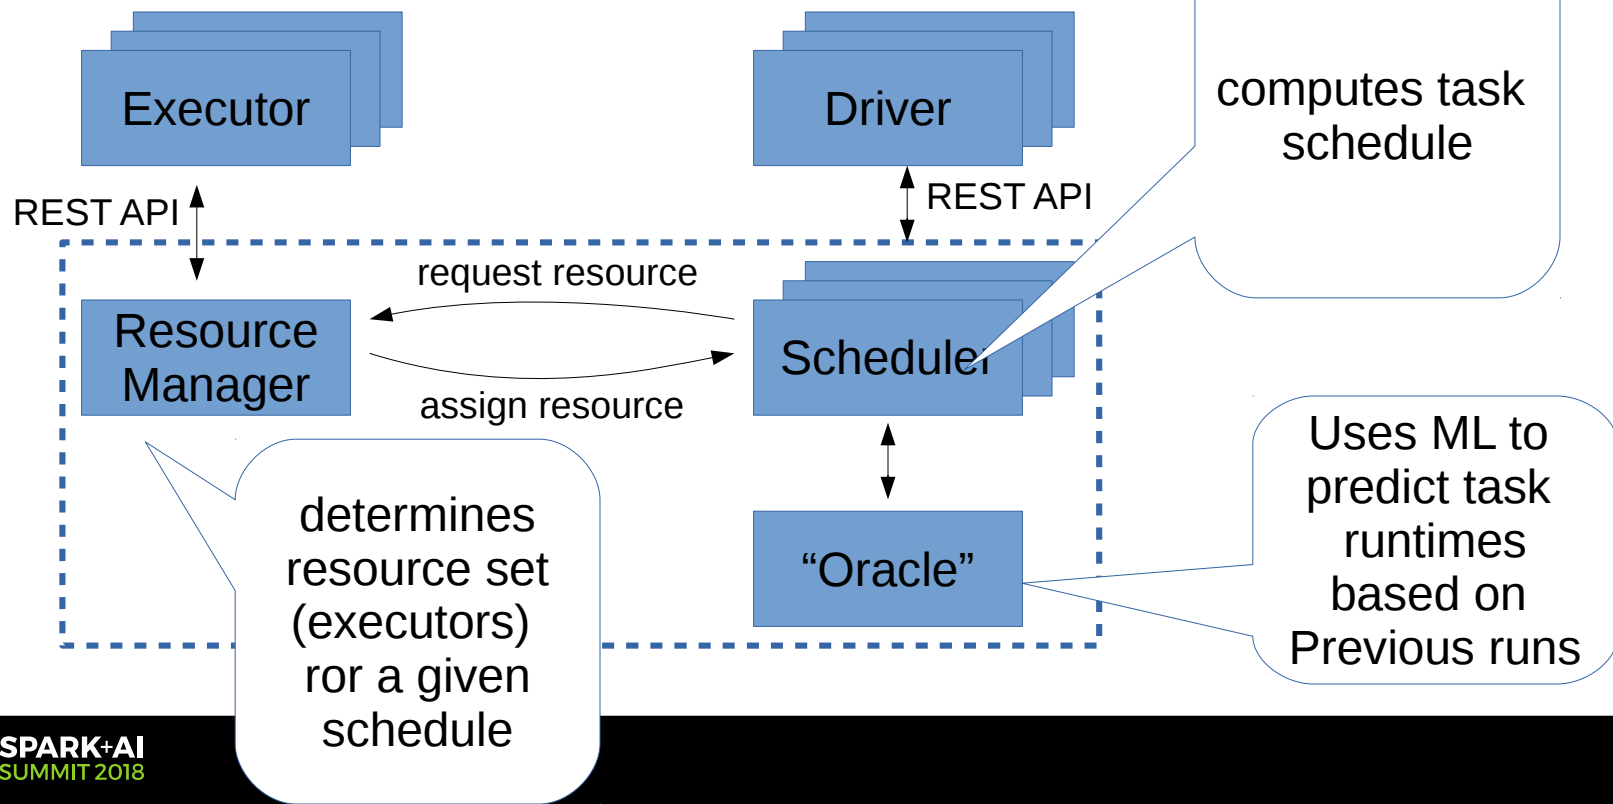 Executor
Driver
computes task
schedule
REST API
REST API
request resource
Resource
Manager
Scheduler
assign resource
determines
resource set
(executors)
ror a given
schedule
“Oracle”
Uses ML to
predict task
runtimes
based on
Previous runs
SPARK+AI
SUMMIT 2018